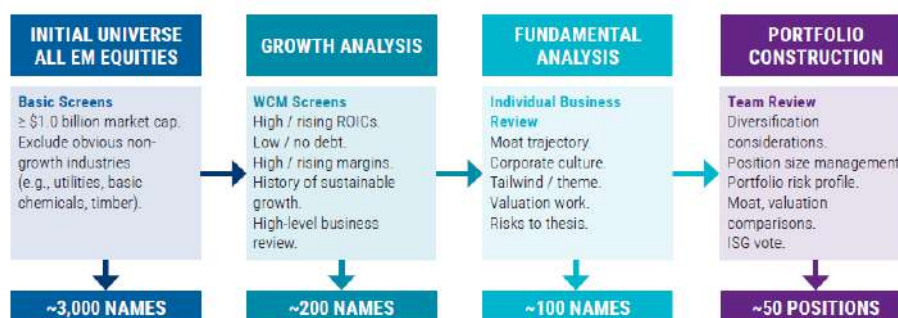 INITIAL UNIVERSE
ALL EM EQUITIES
Basic Screens
≥ $1.0 billion market cap.
Exclude obvious non-
growth industries
(e.g., utilities, basic
chemicals, timber).
~3,000 NAMES
GROWTH ANALYSIS
WCM Screens
High / rising ROICs.
Low / no debt.
High / rising margins.
History of sustainable
growth.
High-level business
review.
~200 NAMES
FUNDAMENTAL
ANALYSIS
Individual Business
Review
Moat trajectory.
Corporate culture.
Tailwind / theme.
Valuation work.
Risks to thesis.
~100 NAMES
PORTFOLIO
CONSTRUCTION
Team Review
Diversification
considerations.
Position size management
Portfolio risk profile.
Moat, valuation
comparisons.
ISG vote.
~50 POSITIONS